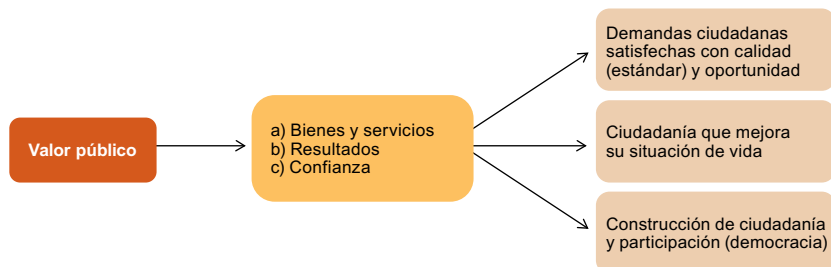 Valor público
a) Bienes y servicios
b) Resultados
c) Confianza
Demandas ciudadanas
satisfechas con calidad
(estándar) y oportunidad
Ciudadanía que mejora
su situación de vida
Construcción de ciudadanía
y participación (democracia)